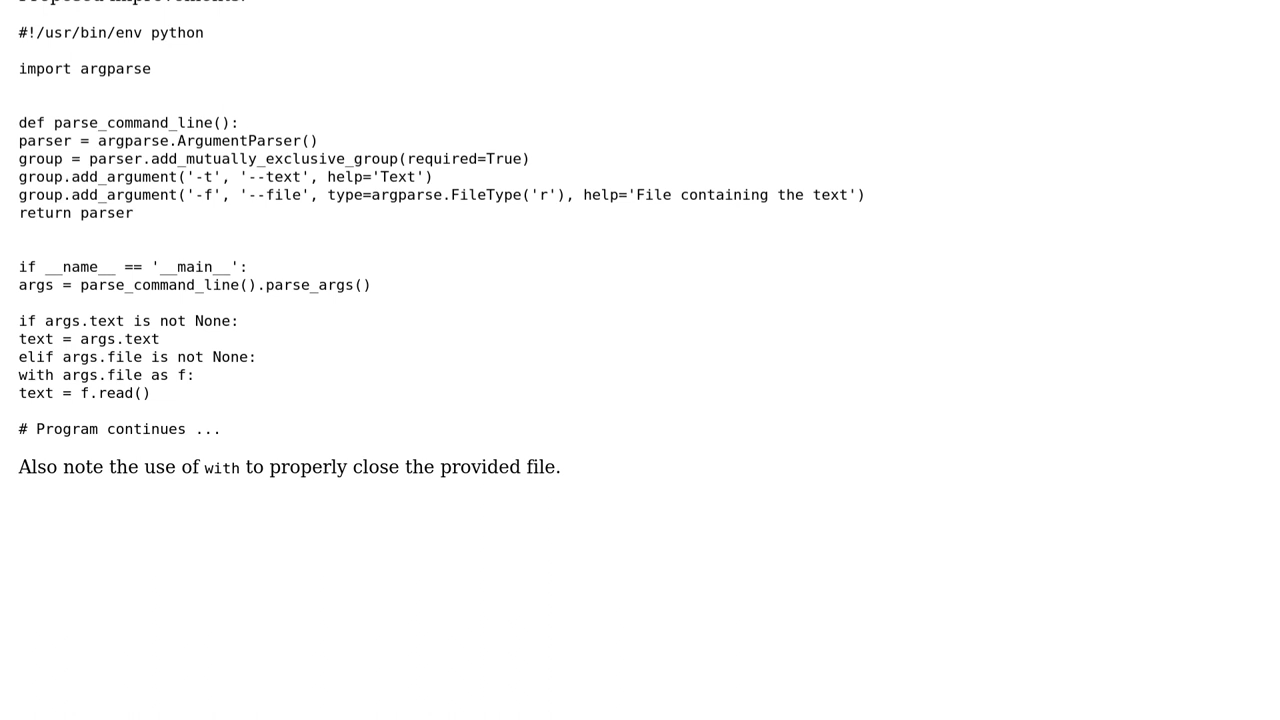 Proposed improvements:
#!/usr/bin/env python
import argparse
def parse_command_line():
parser = argparse.ArgumentParser()
group = parser.add_mutually_exclusive_group(required=True)
group.add_argument('-t', '--text', help='Text')
group.add_argument('-f', '--file', type=argparse.FileType('r'), help='File containing the text')
return parser
if __name__ == '__main__':
args = parse_command_line().parse_args()
if args.text is not None:
text = args.text
elif args.file is not None:
with args.file as f:
text = f.read()
# Program continues ...
Also note the use of with to properly close the provided file.